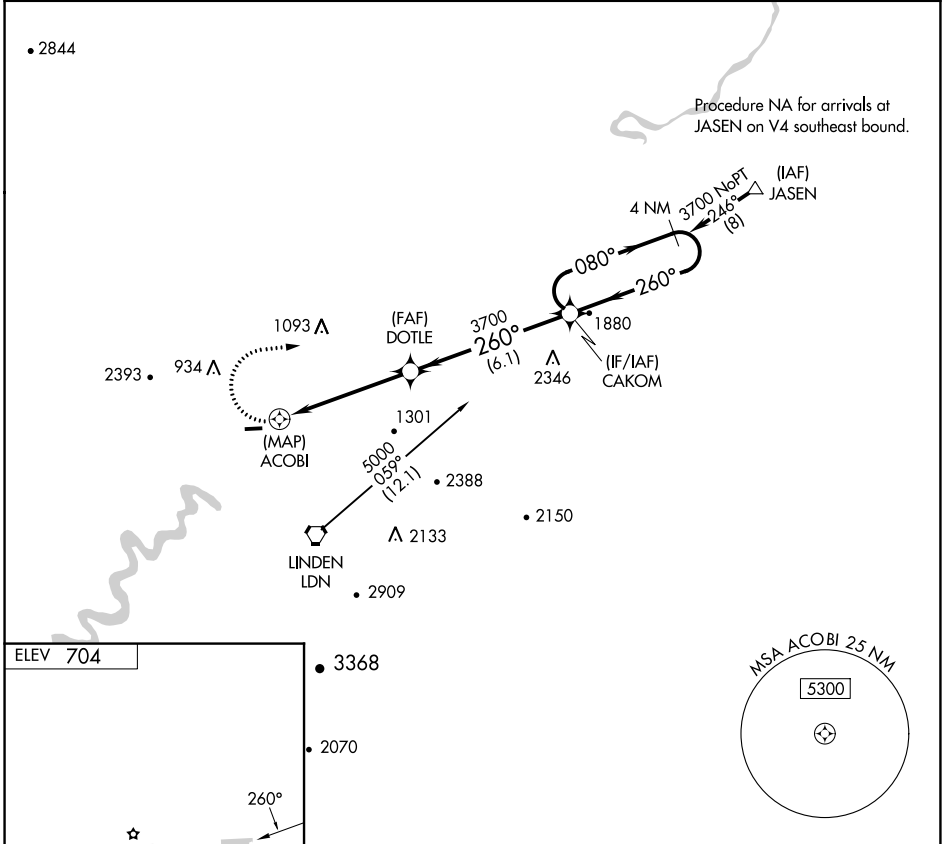 2844
Procedure NA for arrivals at
JASEN on V4 southeast bound.
(IAF)
JASEN
3700 NoPT
246°
(8)
4 NM
080°
260°
1880
(IF/IAF)
CAKOM
2346
3700
260°
(6.1)
(FAF)
DOTLE
1093
934
2393
(MAP)
ACOBI
1301
5000
059°
(12.1)
2388
2150
2133
LINDEN
LDN
2909
ELEV 704
3368
2070
260°
MSA ACOBI 25 NM
5300